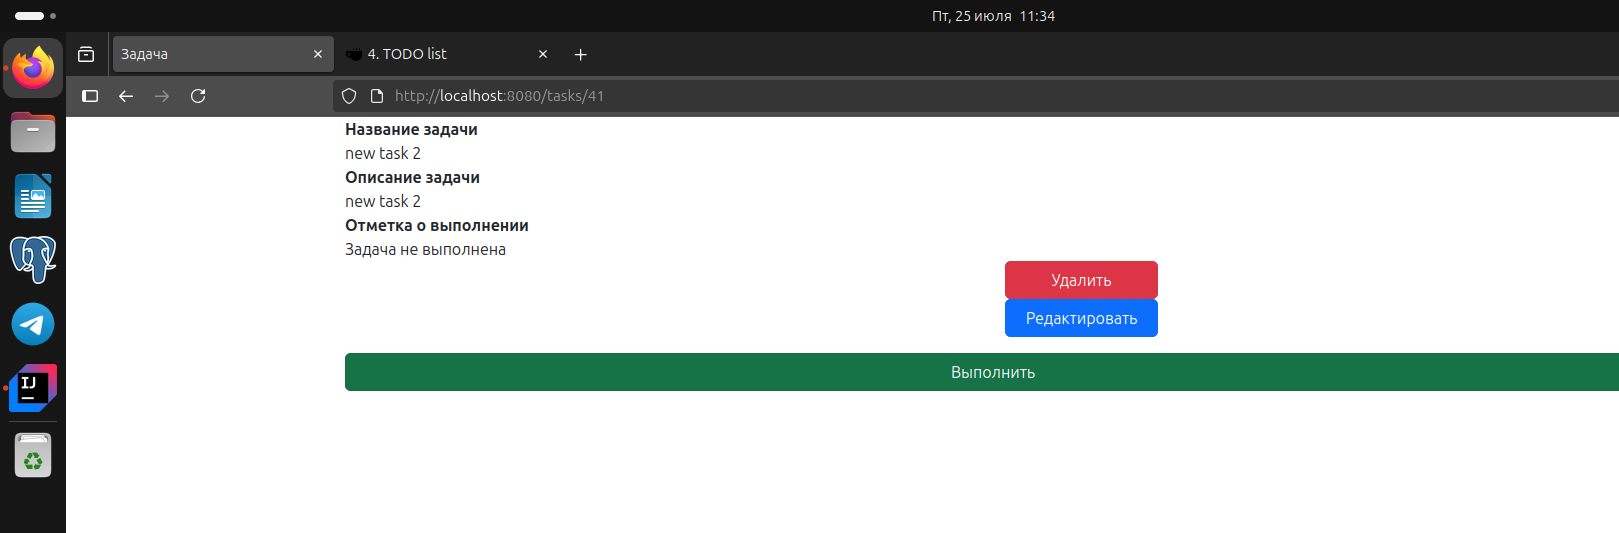 Пт, 25 июля 11:34
Задача
4. TODO list
http://localhost:8080/tasks/41
Название задачи
new task 2
Описание задачи
new task 2
Отметка о выполнении
Задача не выполнена
Удалить
Редактировать
Выполнить
IJ